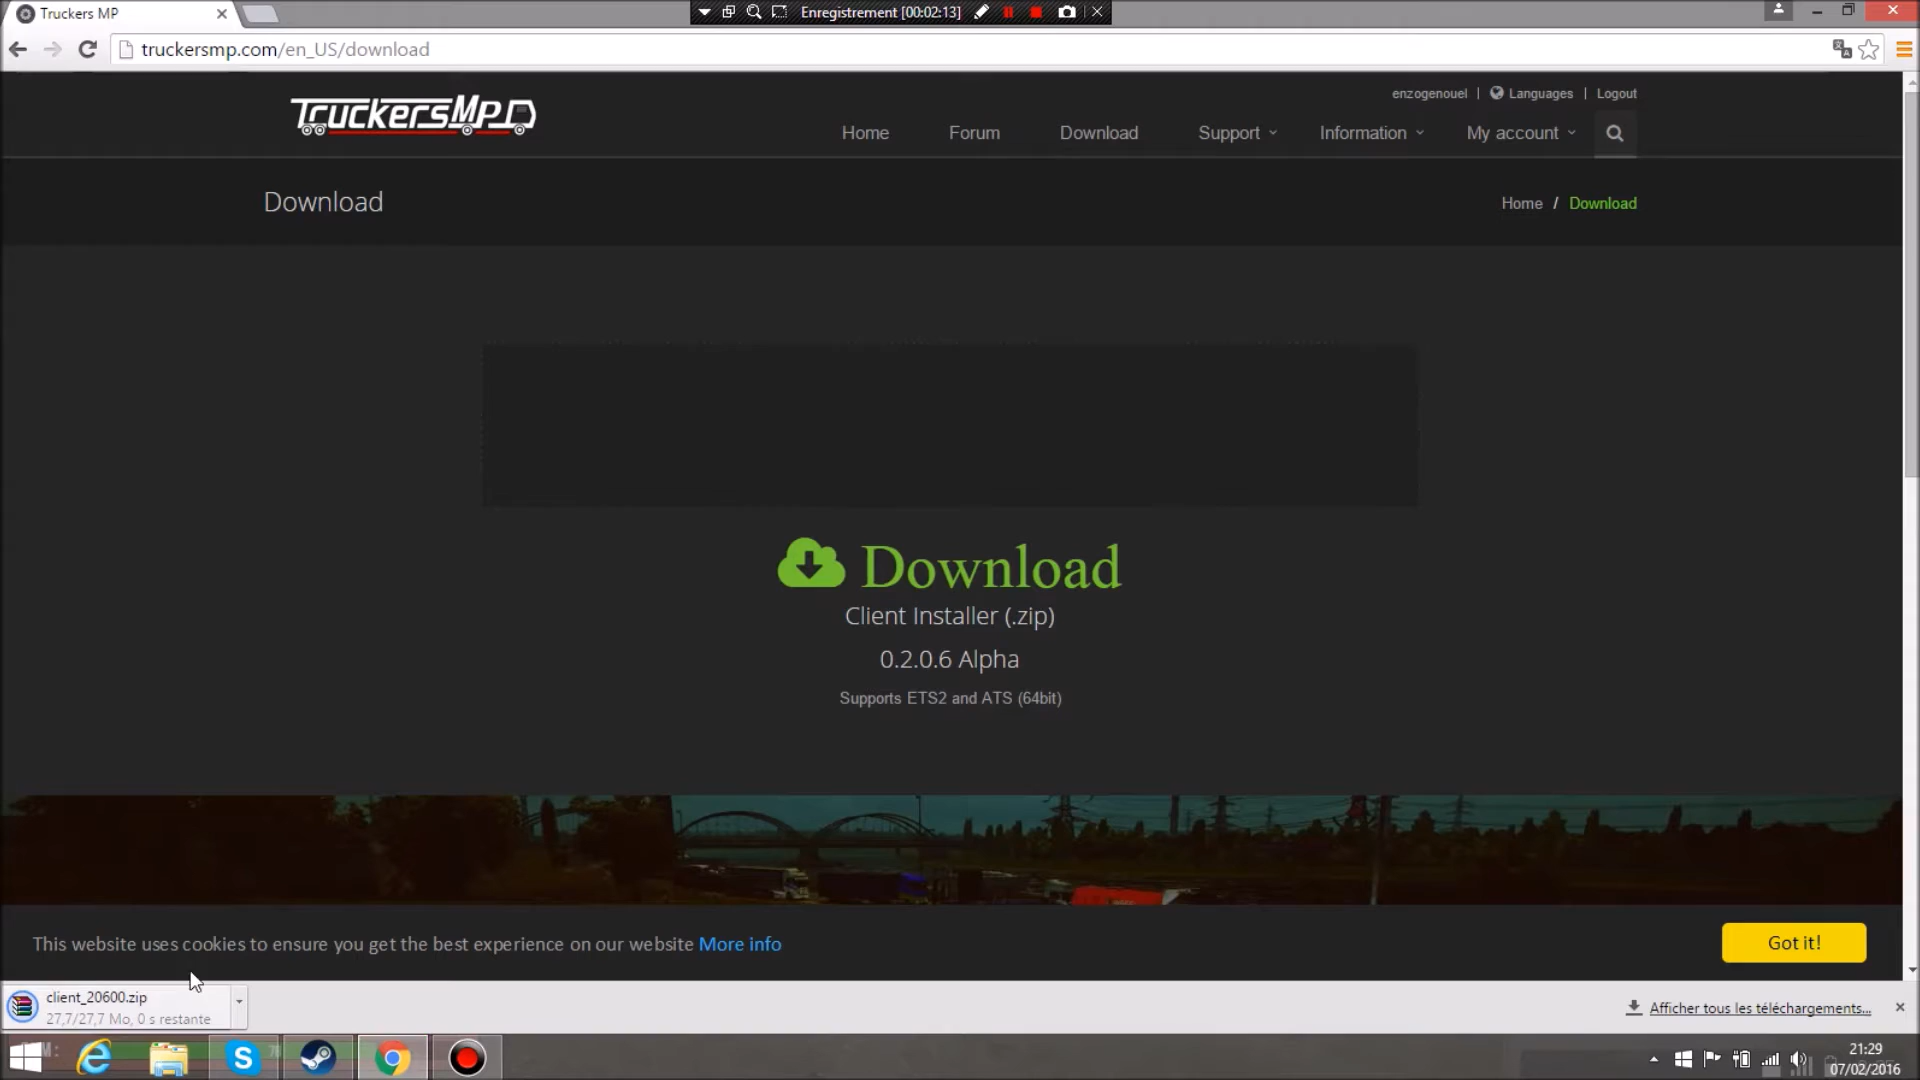 Truckers MP
Enregistrement [00:02:13]
truckersmp.com/en_US/download
enzogenouel | Languages | Logout
TruckersMP
Home Forum Download Support Information My account
Download
Home / Download
Download
Client Installer (.zip)
0.2.0.6 Alpha
Supports ETS2 and ATS (64bit)
This website uses cookies to ensure you get the best experience on our website More info
Got it!
client_20600.zip
27,7/27,7 Mo, 0 s restante
Afficher tous les téléchargements...
21:29
07/02/2016